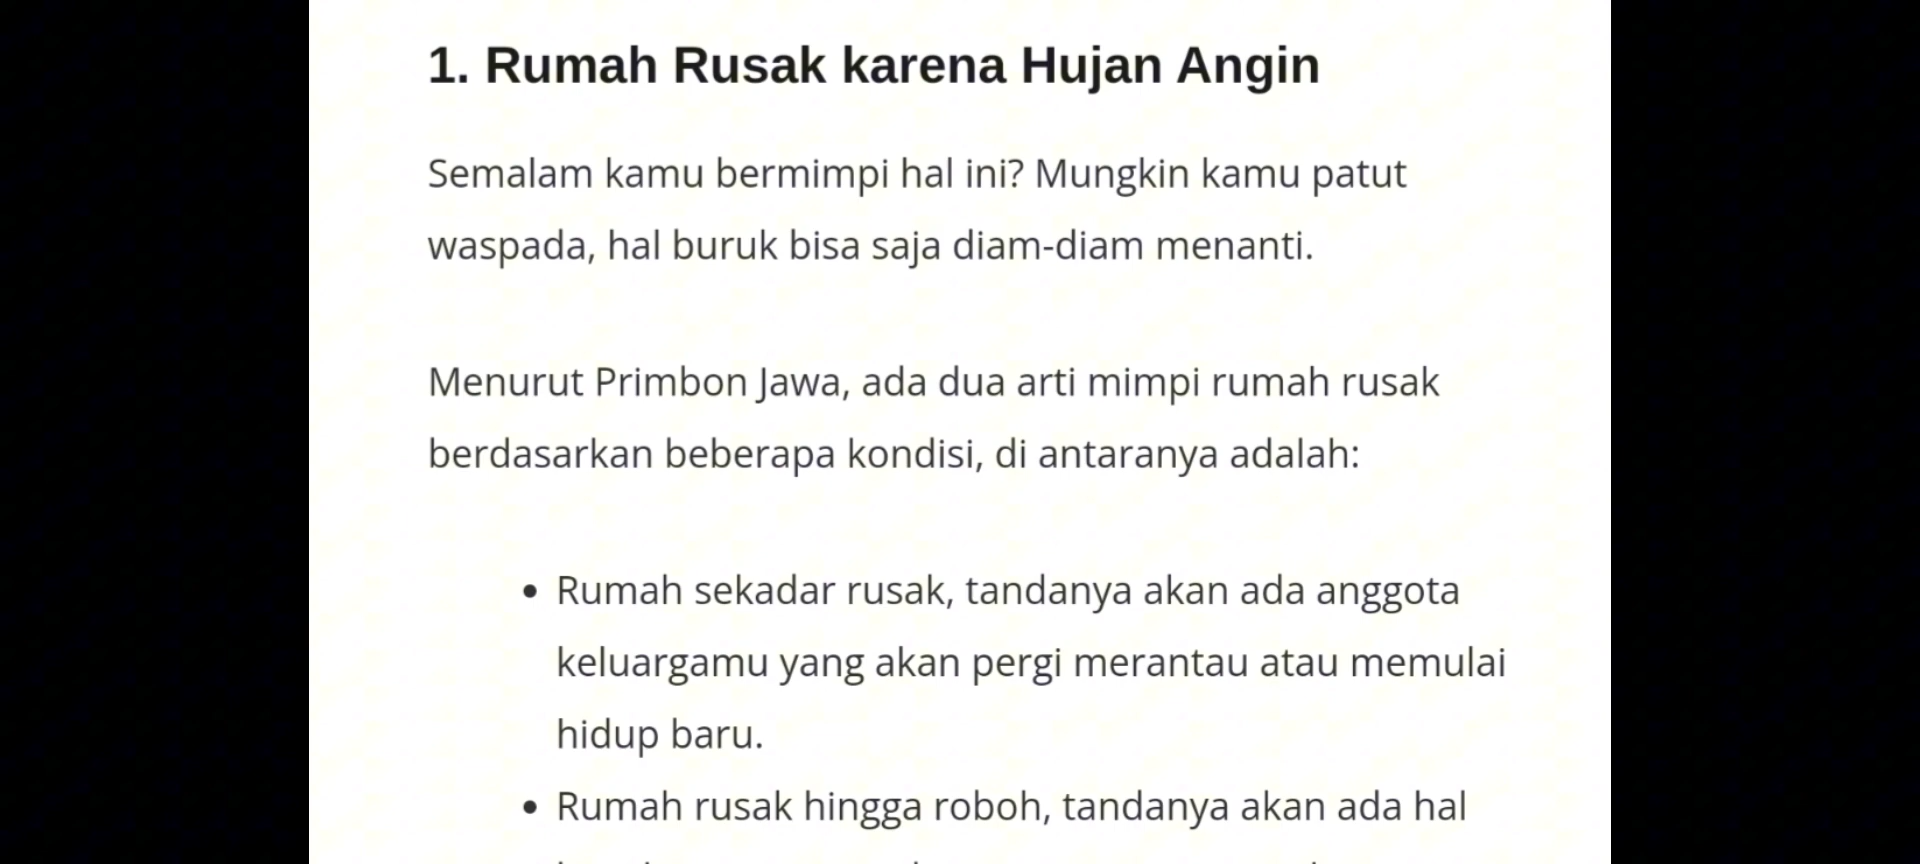 1. Rumah Rusak karena Hujan Angin
Semalam kamu bermimpi hal ini? Mungkin kamu patut
waspada, hal buruk bisa saja diam-diam menanti.
Menurut Primbon Jawa, ada dua arti mimpi rumah rusak
berdasarkan beberapa kondisi, di antaranya adalah:
• Rumah sekadar rusak, tandanya akan ada anggota
keluargamu yang akan pergi merantau atau memulai
hidup baru.
• Rumah rusak hingga roboh, tandanya akan ada hal